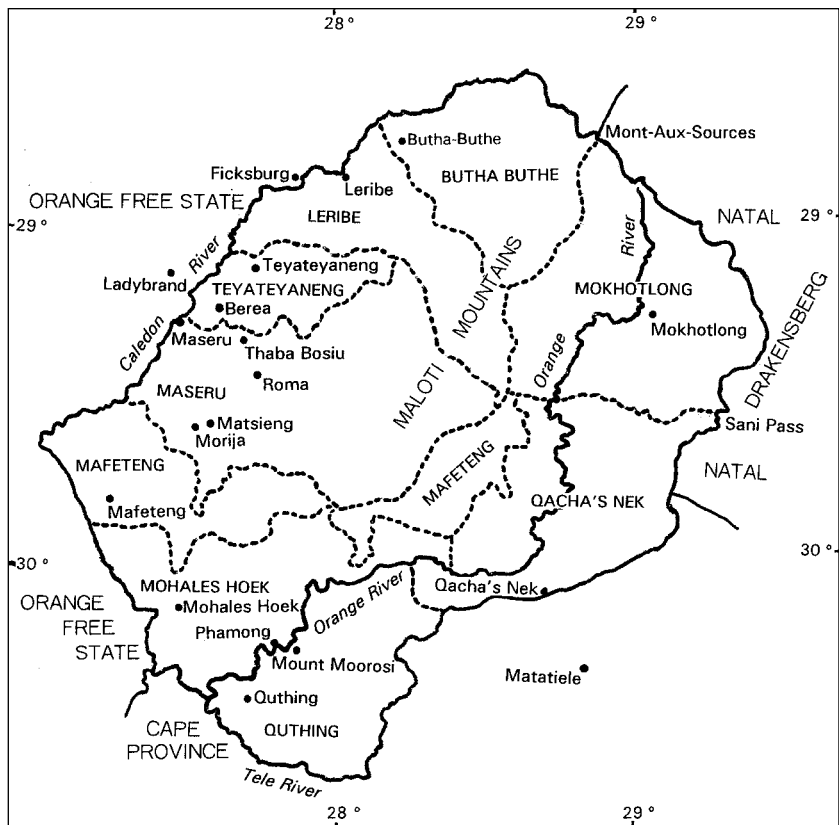 28 °
29 °
Mont-Aux-Sources
Butha-Buthe
BUTHA BUTHE
Ficksburg
Leribe
ORANGE FREE STATE
LERIBE
29 °
29 °
NATAL
River
River
Teyateyaneng
Ladybrand
TEYATEYANENG
MOUNTAINS
MOKHOTLONG
Berea
Mokhotlong
Caledon
Maseru
Thaba Bosiu
Orange
DRAKENSBERG
Roma
MASERU
MALOTI
Matsieng
Morija
Sani Pass
MAFETENG
MAFETENG
NATAL
Mafeteng
QACHA'S NEK
30 °
30 °
MOHALES HOEK
Qacha's Nek
ORANGE
FREE
STATE
Mohales Hoek
Orange River
Phamong
Mount Moorosi
Matatiele
Quthing
CAPE
PROVINCE
QUTHING
Tele River
28 °
29 °